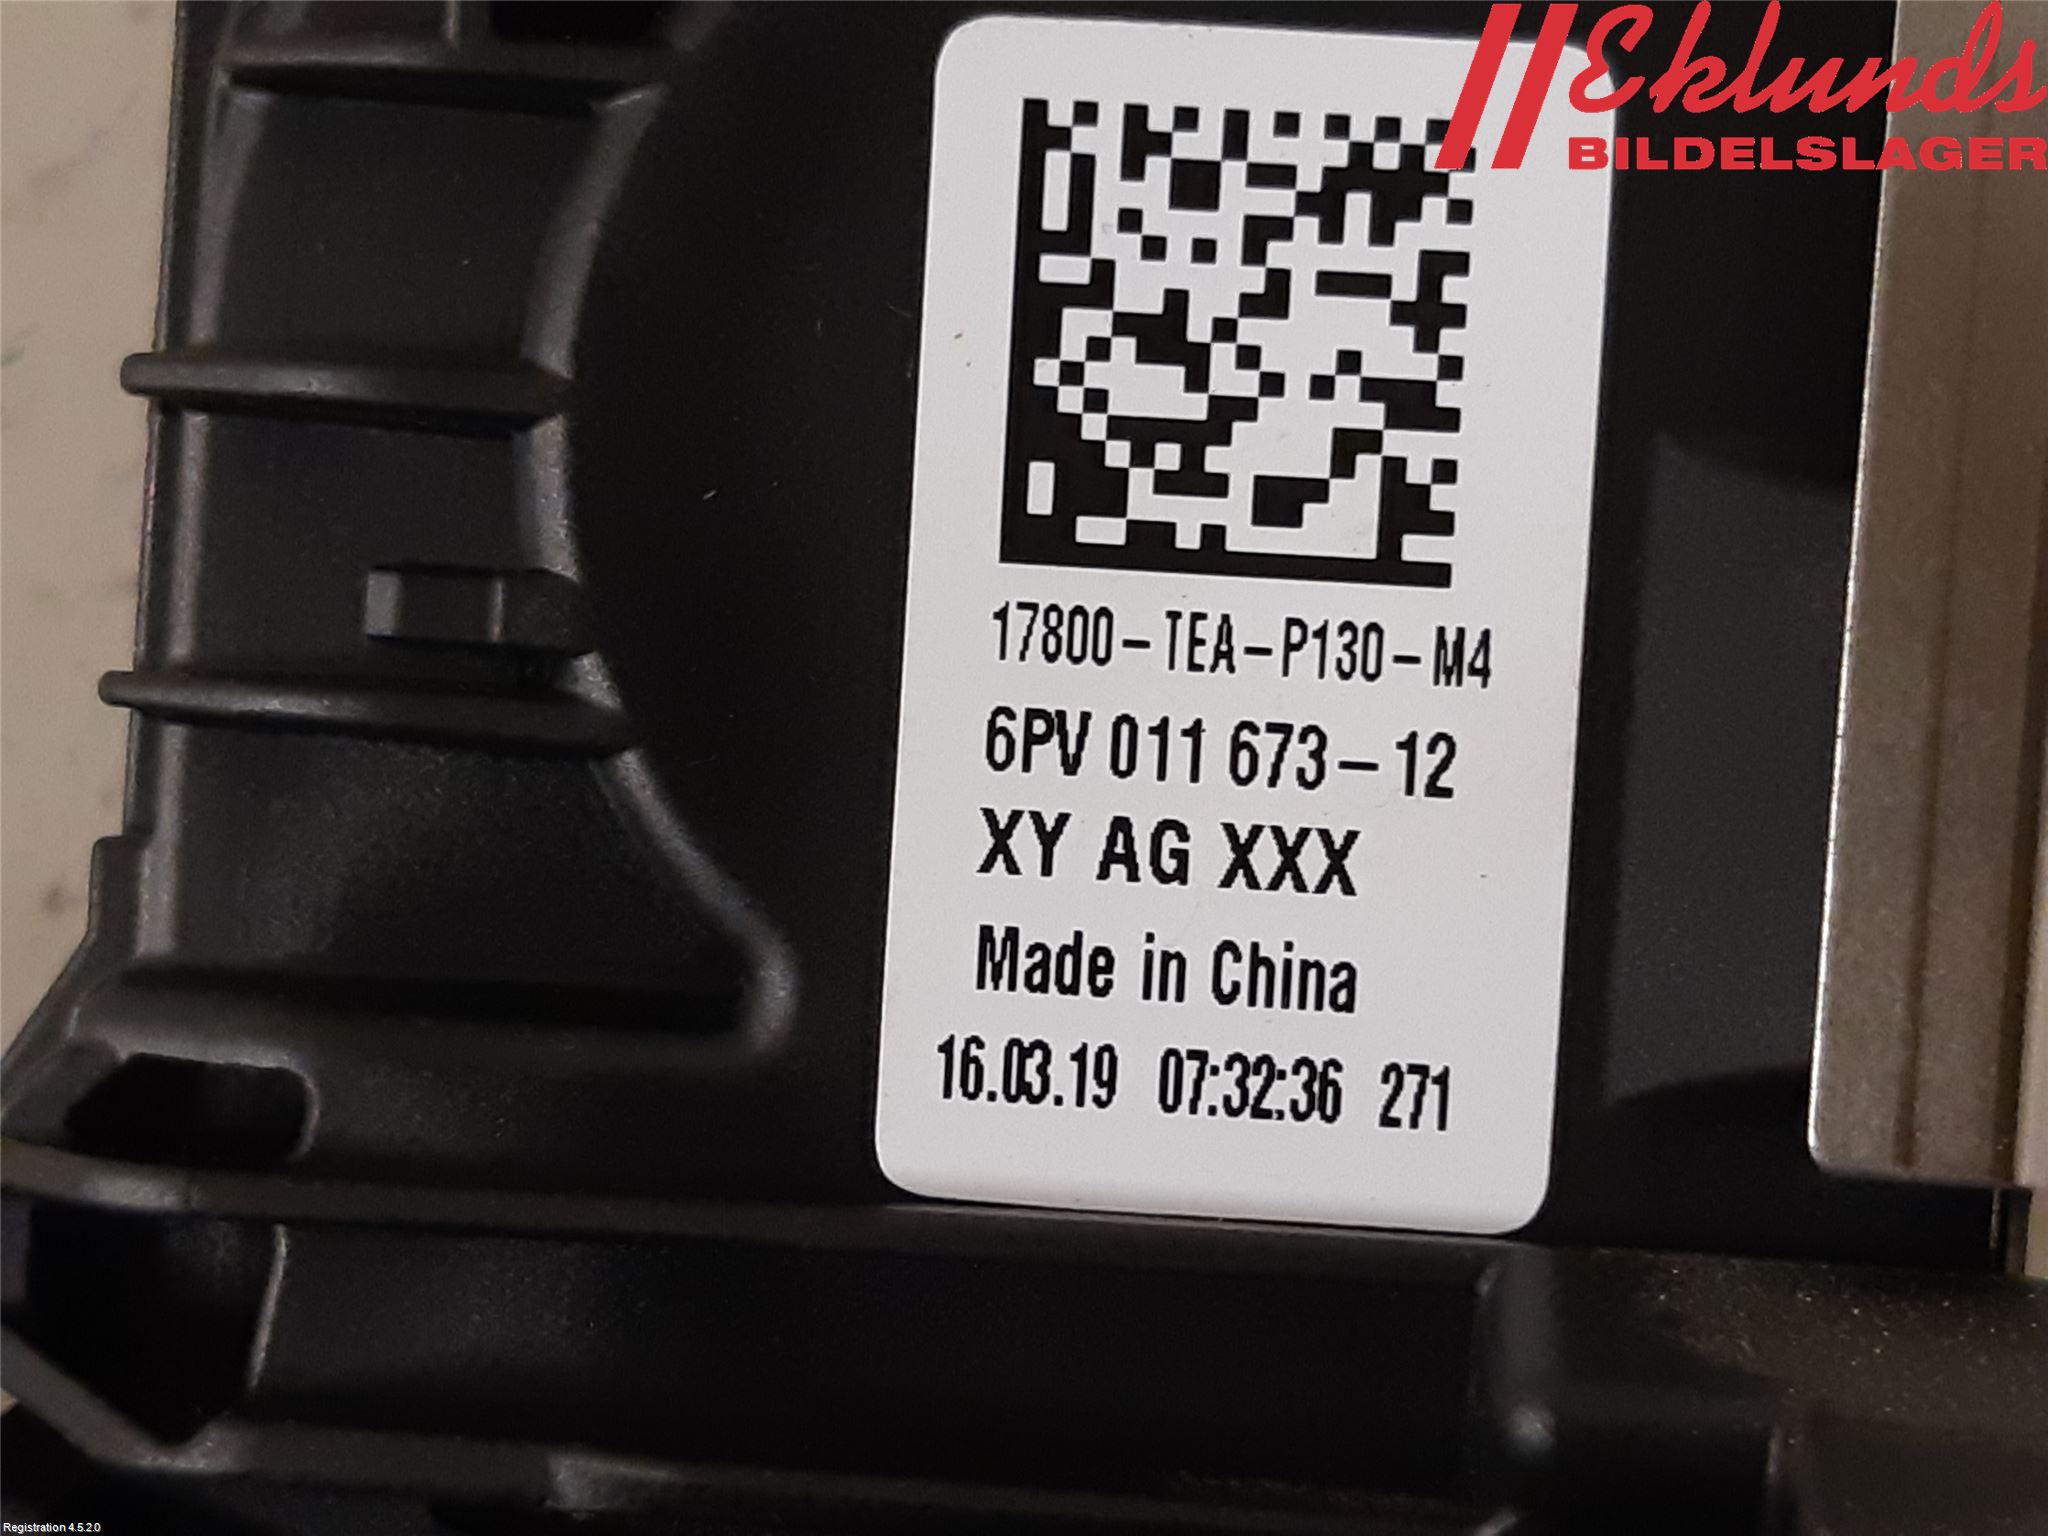 Eklunds
BILDELSLAGER
17800-TEA-P130-M4
6PV 011 673-12
XY AG XXX
Made in China
16.03.19 07:32:36 271
Registration 4.5.2.0